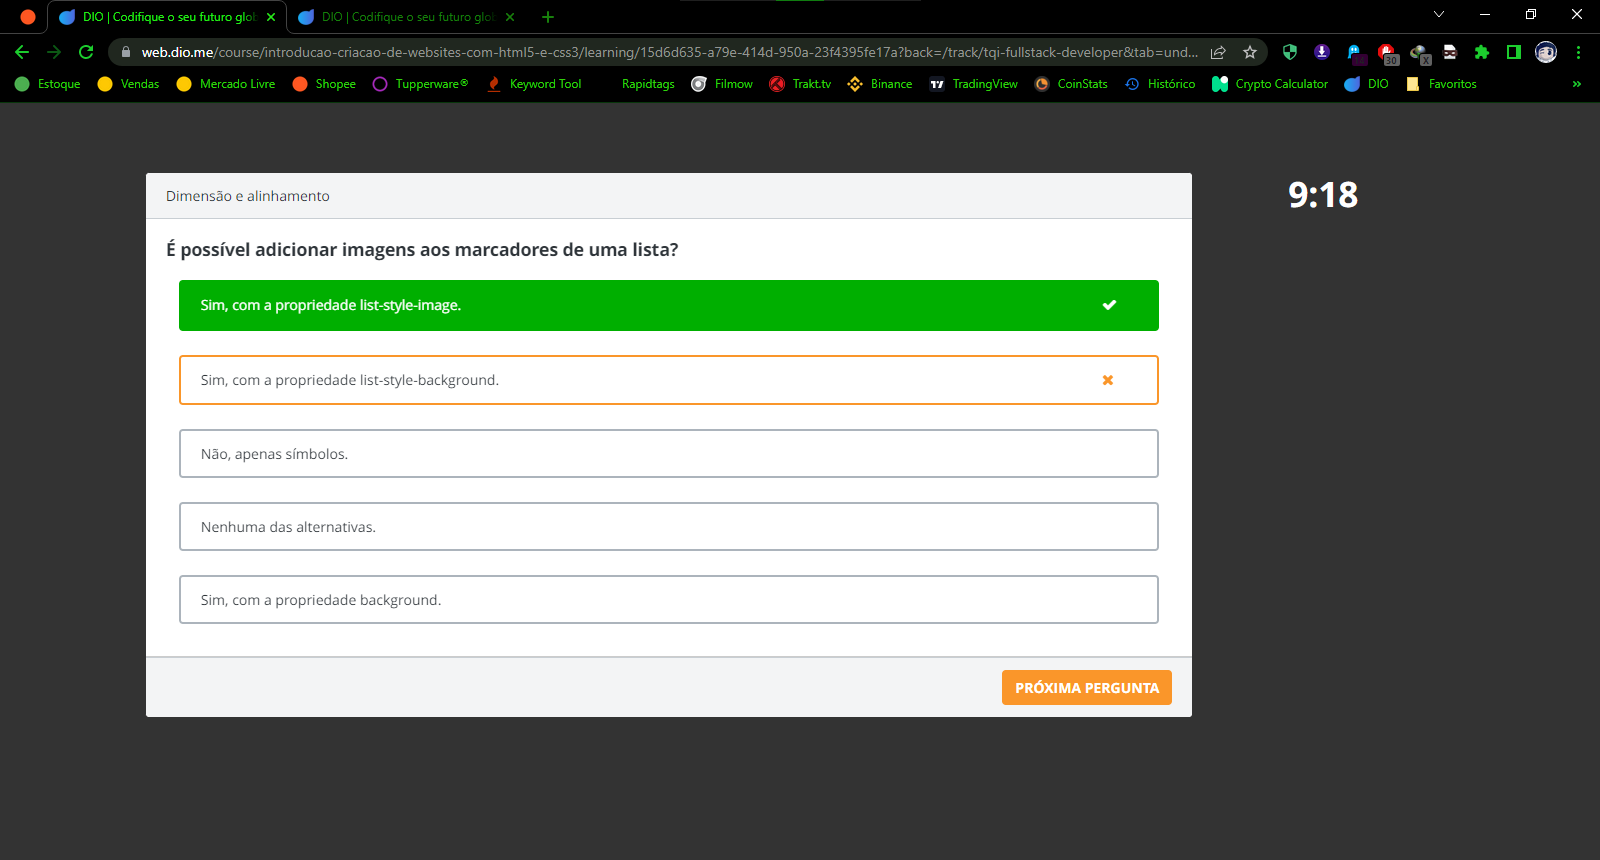 DIO | Codifique o seu futuro glob
DIO | Codifique o seu futuro glob
web.dio.me/course/introducao-criacao-de-websites-com-html5-e-css3/learning/15d6d635-a79e-414d-950a-23f4395fe17a?back=/track/tqi-fullstack-developer&tab=und...
30
X
Estoque
Vendas
Mercado Livre
Shopee
Tupperware®
Keyword Tool
Rapidtags
Filmow
Trakt.tv
Binance
TradingView
CoinStats
Histórico
Crypto Calculator
DIO
Favoritos
»
Dimensão e alinhamento
9:18
É possível adicionar imagens aos marcadores de uma lista?
Sim, com a propriedade list-style-image.
Sim, com a propriedade list-style-background.
Não, apenas símbolos.
Nenhuma das alternativas.
Sim, com a propriedade background.
PRÓXIMA PERGUNTA